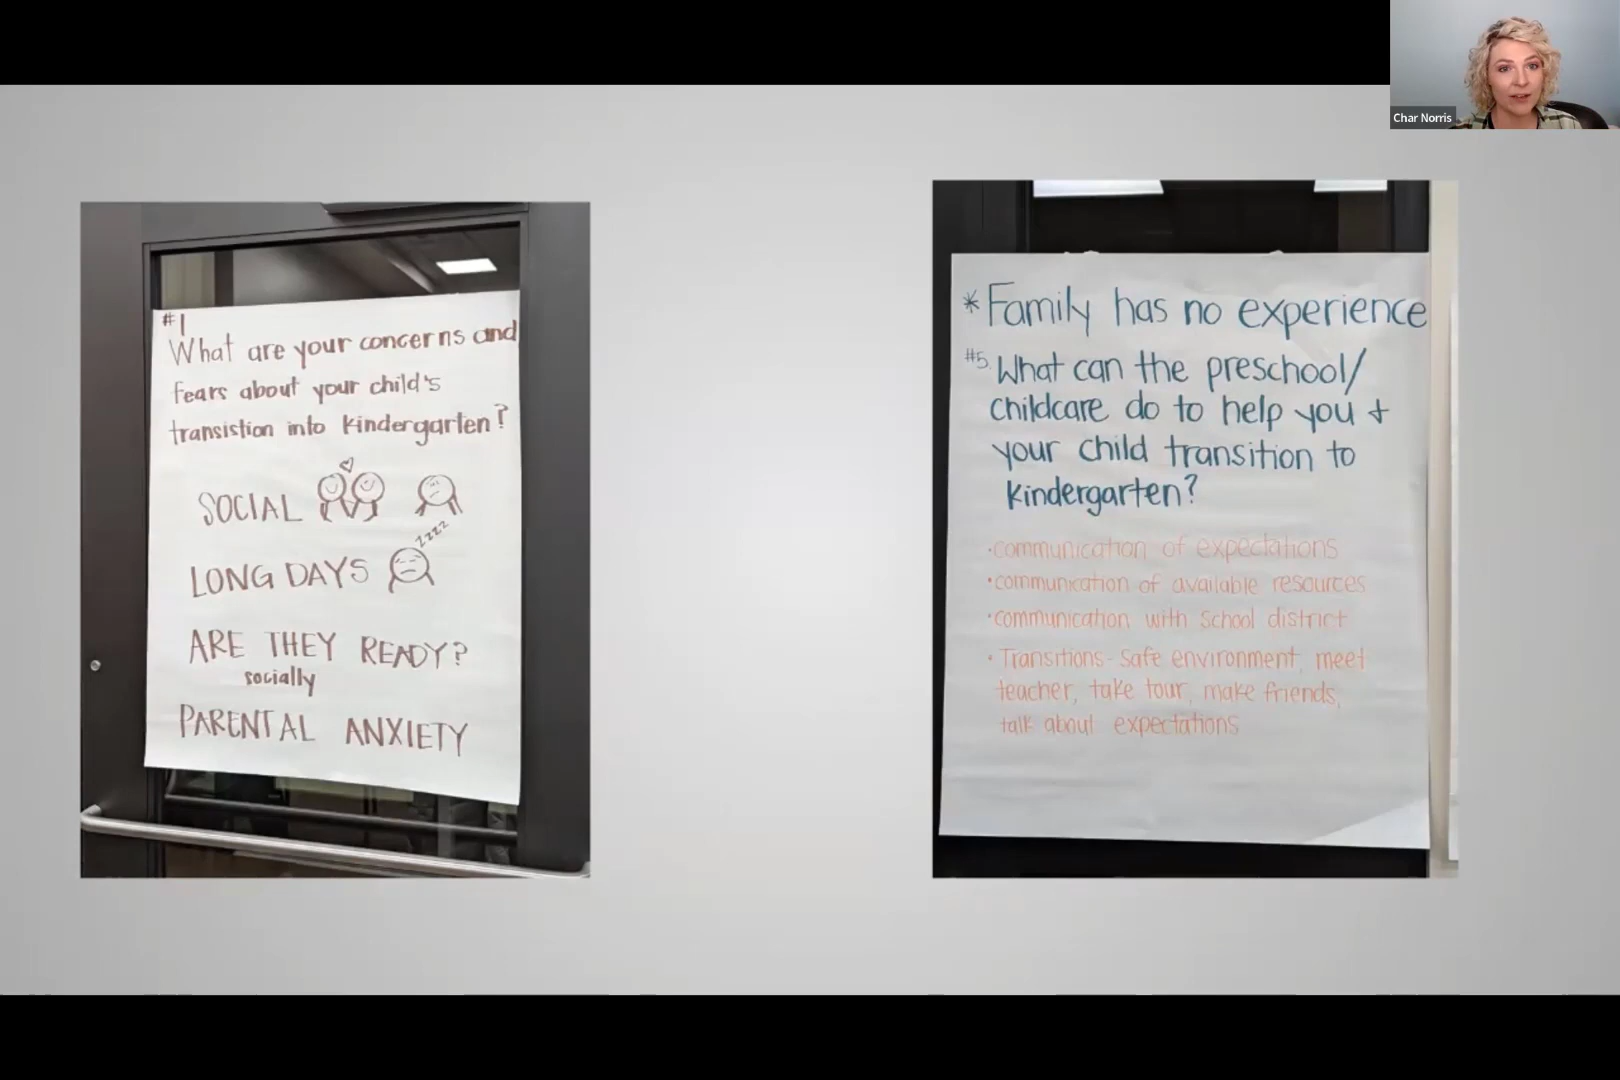 #1
What are your concerns and
fears about your child's
transistion into kindergarten?
SOCIAL
zzzz
LONG DAYS
ARE THEY READY?
socially
PARENTAL ANXIETY
* Family has no experience
#5. What can the preschool/
childcare do to help you +
your child transition to
kindergarten?
•communication of expectations
•communication of available resources
•communication with School district
• Transitions- Safe environment, meet
teacher, take tour, make friends,
talk about expectations
Char Norris